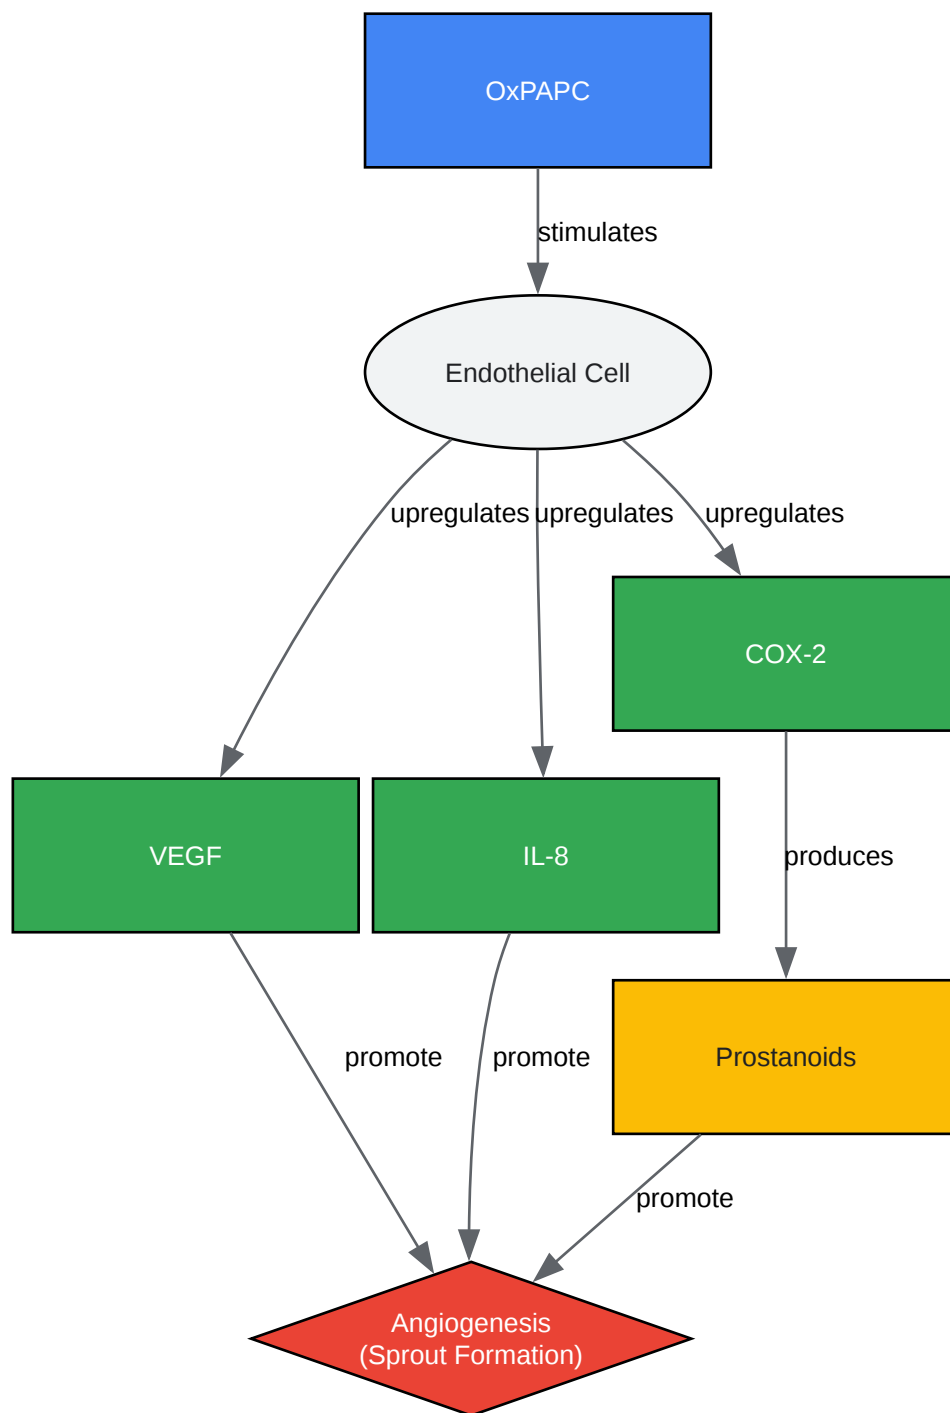 OxPAPC
stimulates
Endothelial Cell
upregulates
upregulates
upregulates
COX-2
VEGF
IL-8
produces
promote
promote
Prostanoids
promote
Angiogenesis
(Sprout Formation)